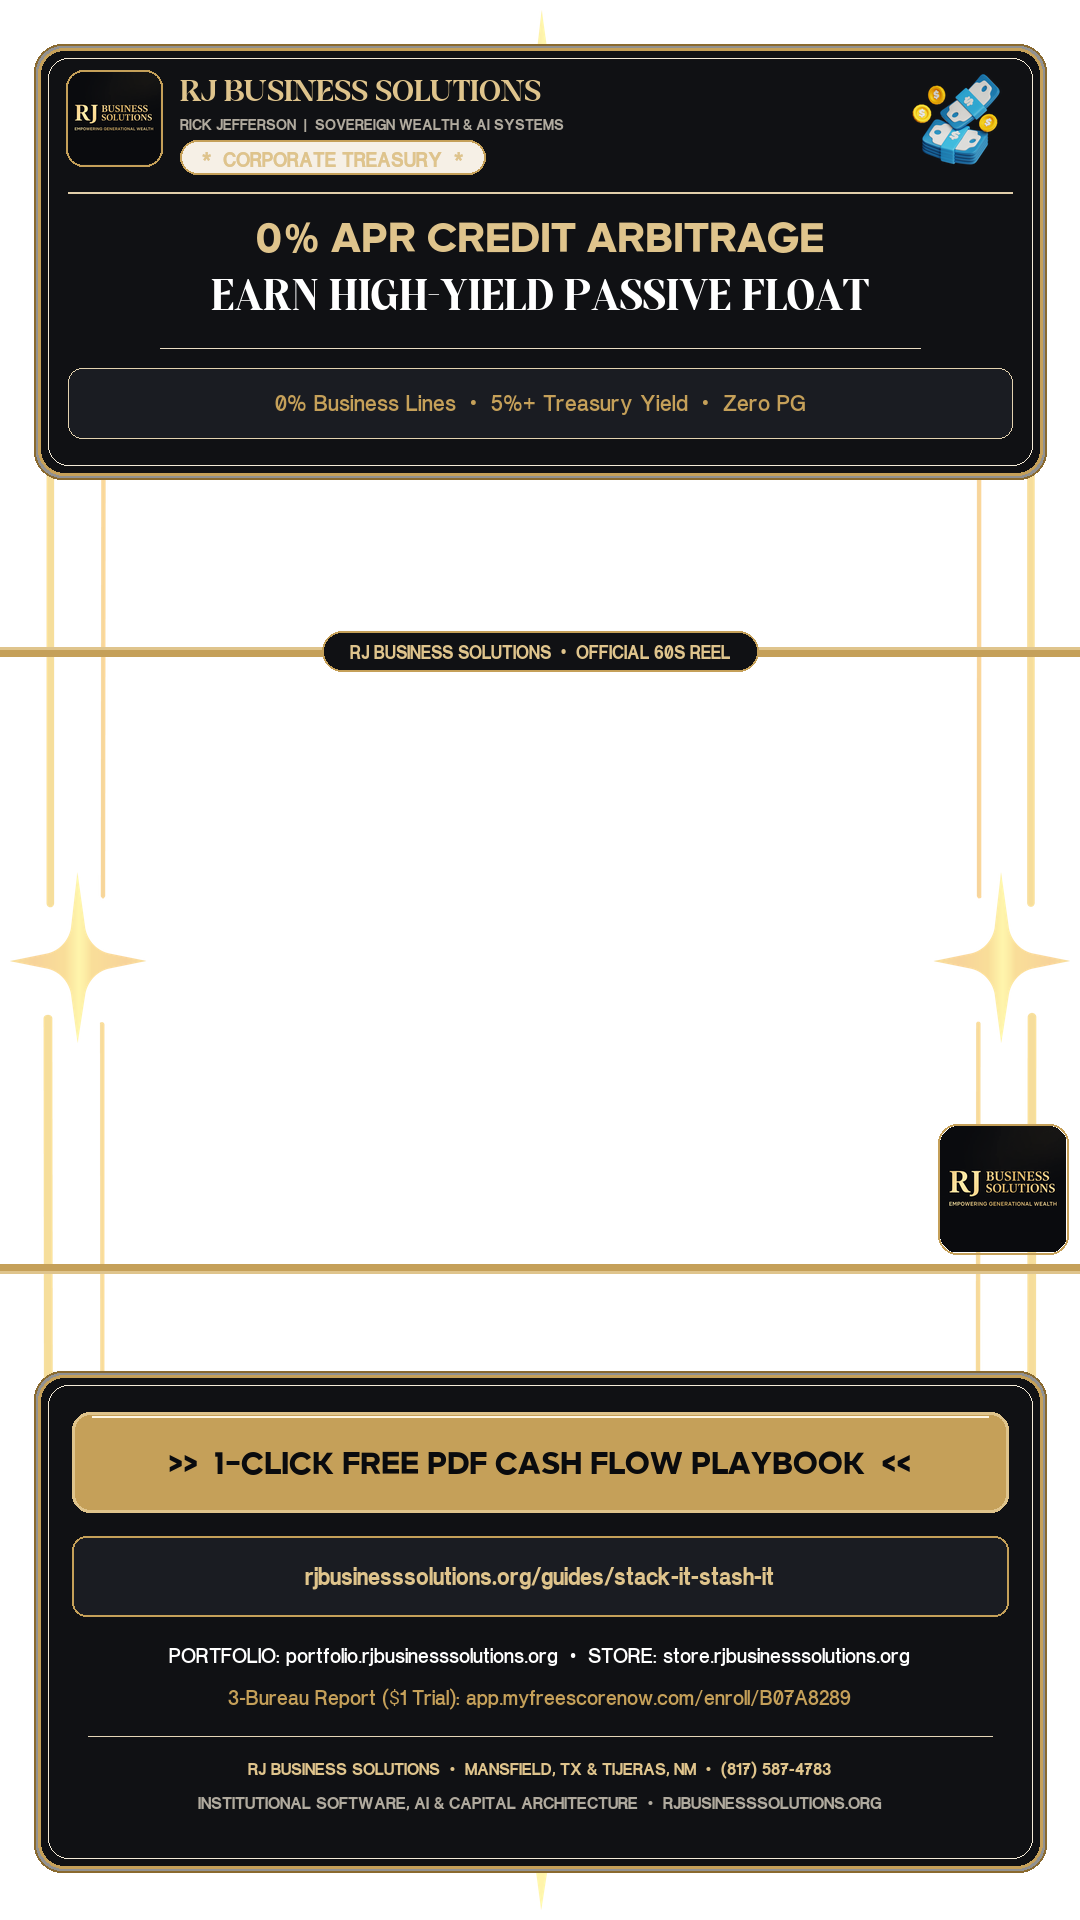 RJ BUSINESS SOLUTIONS
EMPOWERING GENERATIONAL WEALTH
RJ BUSINESS SOLUTIONS
RICK JEFFERSON | SOVEREIGN WEALTH & AI SYSTEMS
* CORPORATE TREASURY *
0% APR CREDIT ARBITRAGE
EARN HIGH-YIELD PASSIVE FLOAT
0% Business Lines • 5%+ Treasury Yield • Zero PG
RJ BUSINESS SOLUTIONS • OFFICIAL 60S REEL
RJ BUSINESS SOLUTIONS
EMPOWERING GENERATIONAL WEALTH
>> 1-CLICK FREE PDF CASH FLOW PLAYBOOK <<
rjbusinesssolutions.org/guides/stack-it-stash-it
PORTFOLIO: portfolio.rjbusinesssolutions.org • STORE: store.rjbusinesssolutions.org
3-Bureau Report ($1 Trial): app.myfreescorenow.com/enroll/B07A8289
RJ BUSINESS SOLUTIONS • MANSFIELD, TX & TIJERAS, NM • (817) 587-4783
INSTITUTIONAL SOFTWARE, AI & CAPITAL ARCHITECTURE • RJBUSINESSSOLUTIONS.ORG